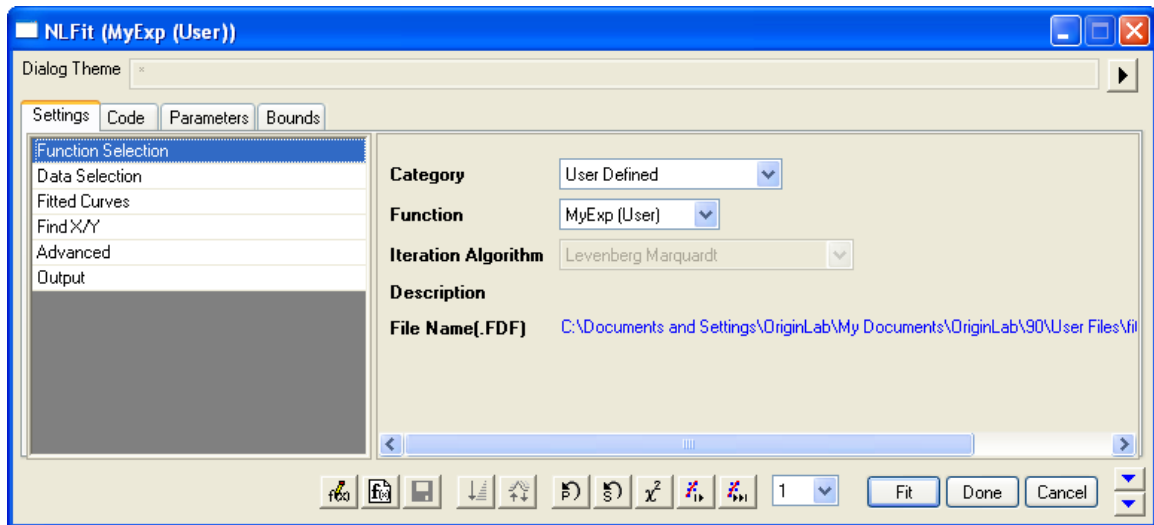 NLFit (MyExp (User))
Dialog Theme *
Settings Code Parameters Bounds
Function Selection
Data Selection
Fitted Curves
Find X/Y
Advanced
Output
Category User Defined
Function MyExp (User)
Iteration Algorithm Levenberg Marquardt
Description
File Name(.FDF) C:\Documents and Settings\OriginLab\My Documents\OriginLab\90\User Files\fit
1 Fit Done Cancel